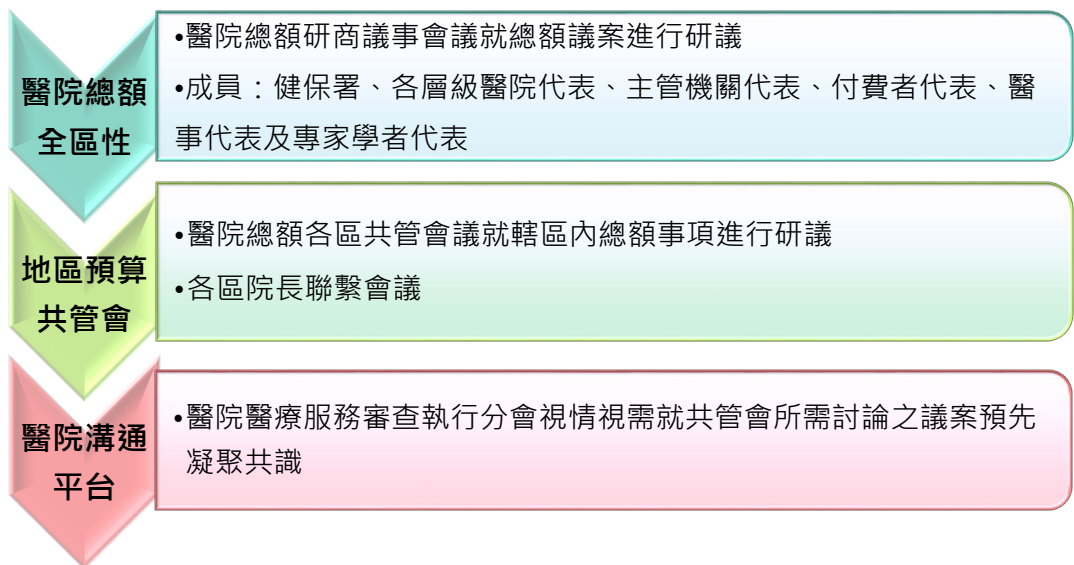 醫院總額
全區性
•醫院總額研商議事會議就總額議案進行研議
•成員：健保署、各層級醫院代表、主管機關代表、付費者代表、醫
事代表及專家學者代表
地區預算
共管會
•醫院總額各區共管會議就轄區內總額事項進行研議
•各區院長聯繫會議
醫院溝通
平台
•醫院醫療服務審查執行分會視情視需就共管會所需討論之議案預先
凝聚共識